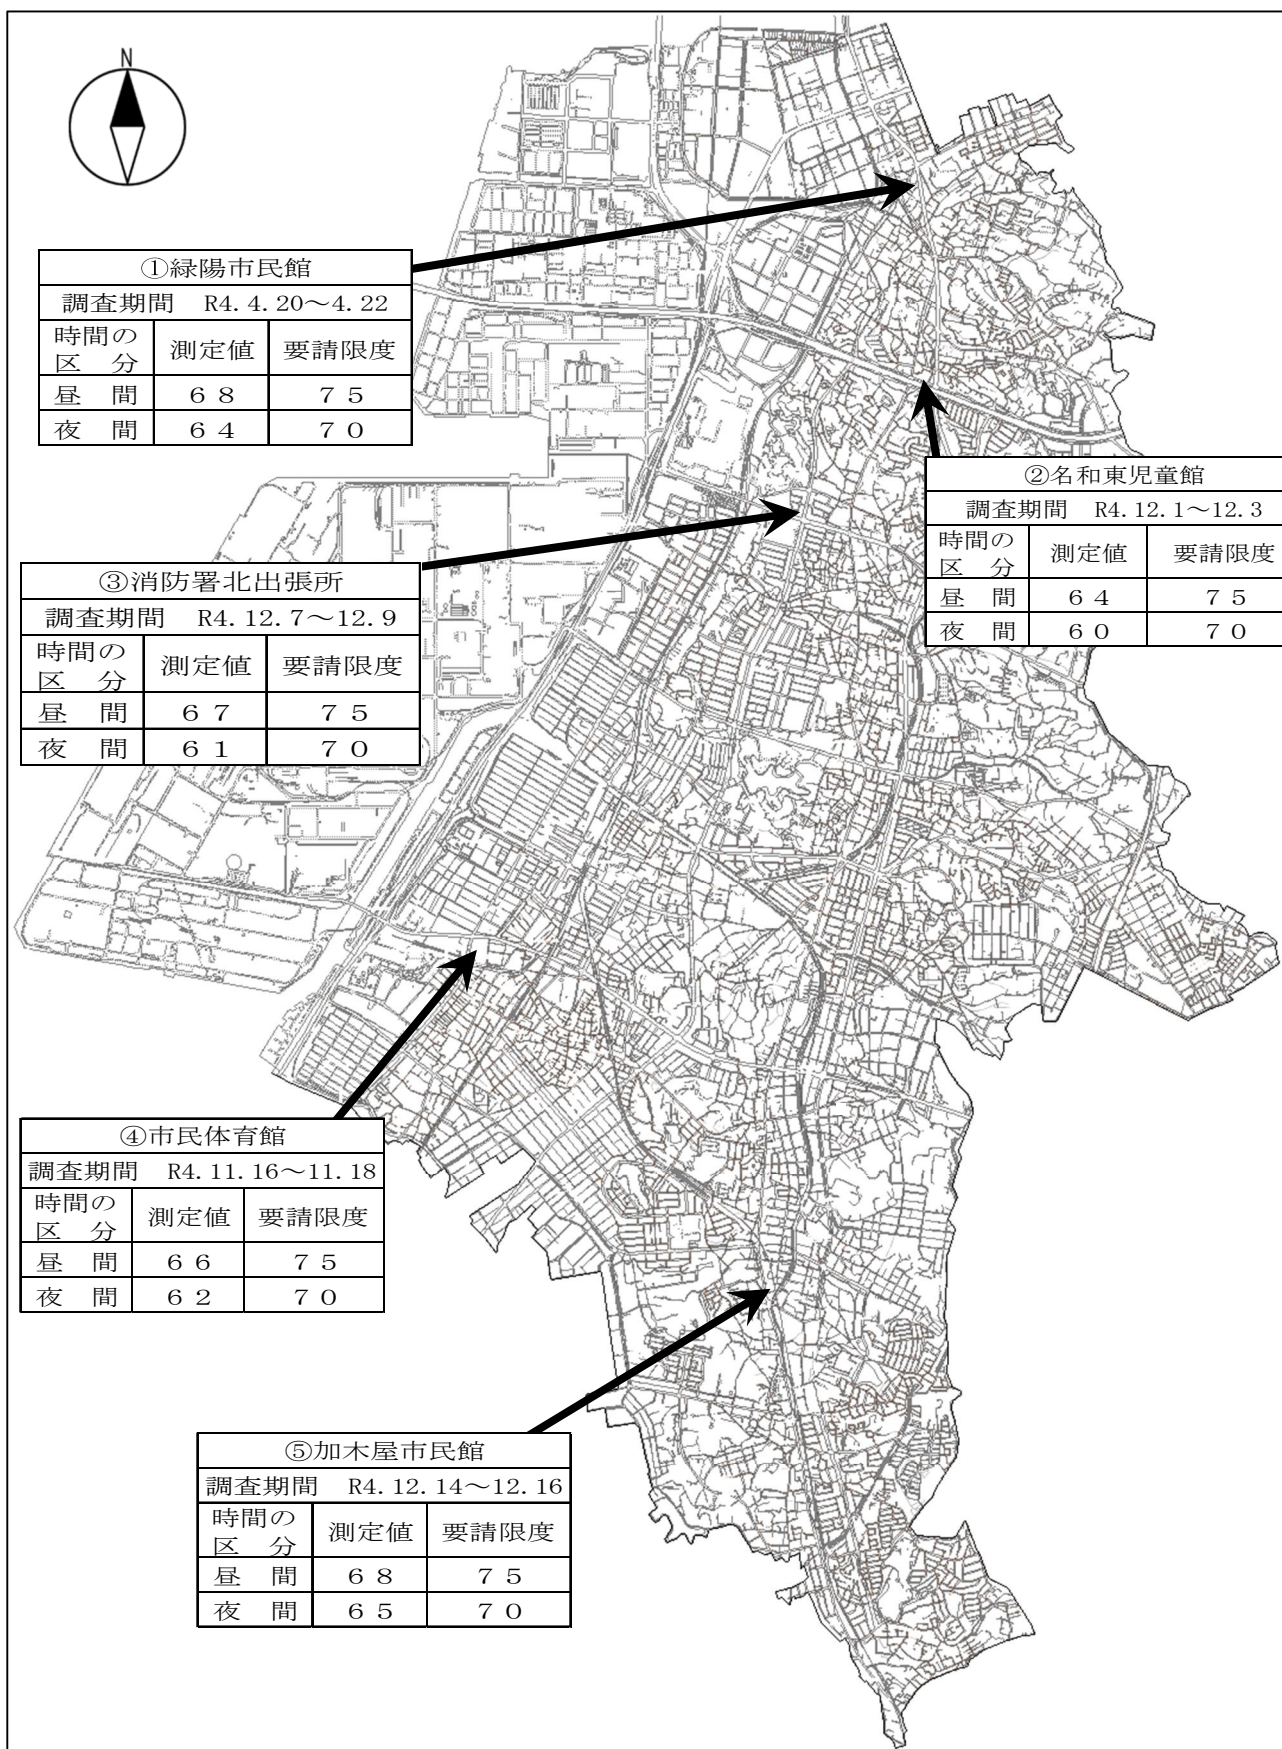 N
①緑陽市民館
調査期間 R4.4.20～4.22
時間の区分 測定値 要請限度
昼間 68 75
夜間 64 70
②名和東児童館
調査期間 R4.12.1～12.3
時間の区分 測定値 要請限度
昼間 64 75
夜間 60 70
③消防署北出張所
調査期間 R4.12.7～12.9
時間の区分 測定値 要請限度
昼間 67 75
夜間 61 70
④市民体育館
調査期間 R4.11.16～11.18
時間の区分 測定値 要請限度
昼間 66 75
夜間 62 70
⑤加木屋市民館
調査期間 R4.12.14～12.16
時間の区分 測定値 要請限度
昼間 68 75
夜間 65 70